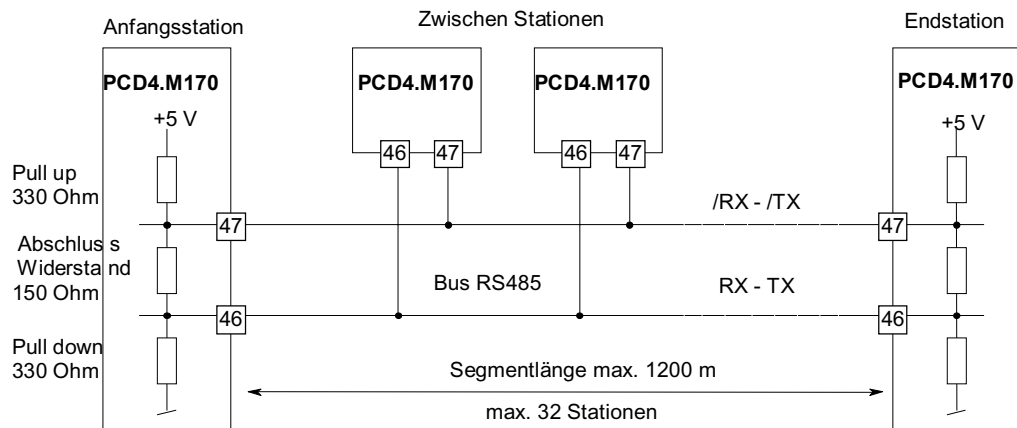 Anfangsstation
Zwischen Stationen
Endstation
PCD4.M170
PCD4.M170
PCD4.M170
PCD4.M170
+5 V
+5 V
46
47
46
47
Pull up
330 Ohm
/RX - /TX
47
47
Abschluss
Widerstand
150 Ohm
Bus RS485
RX - TX
46
46
Pull down
330 Ohm
Segmentlänge max. 1200 m
max. 32 Stationen